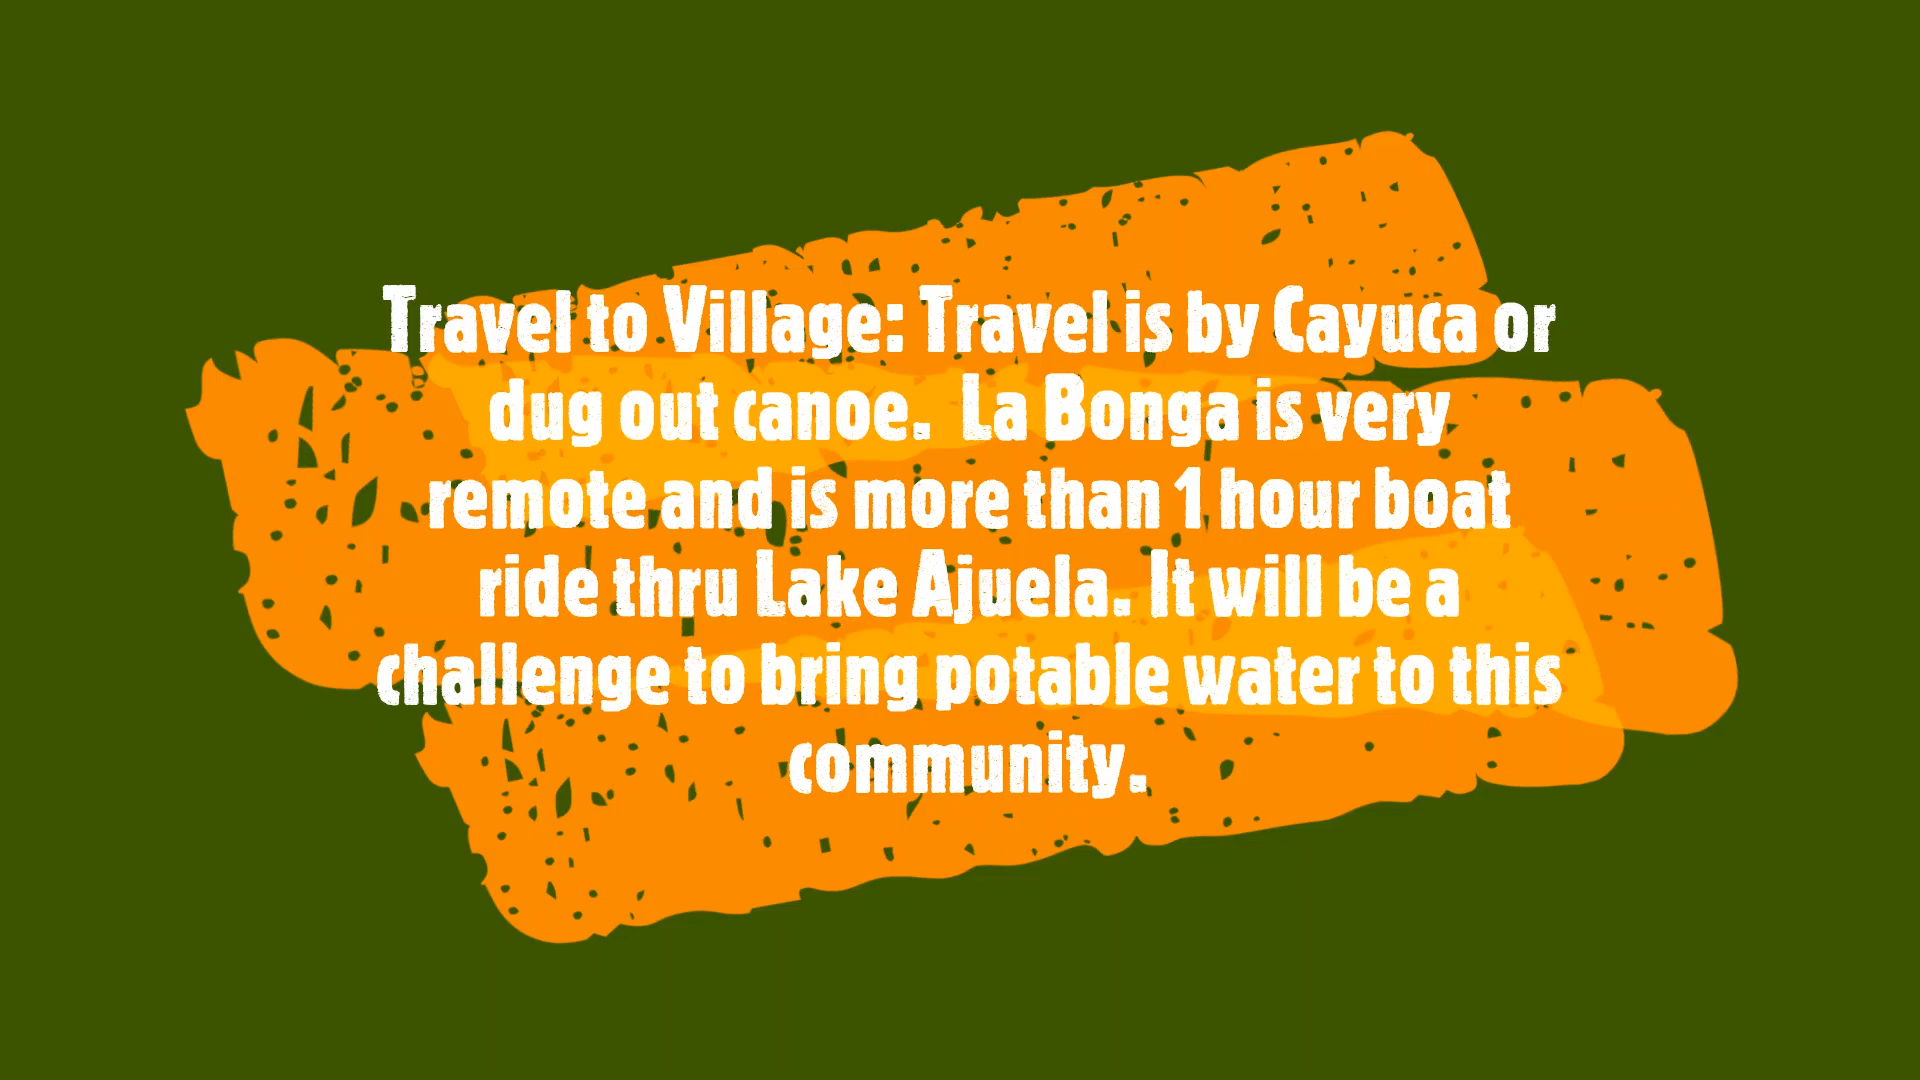 Travel to Village: Travel is by Cayuca or
dug out canoe.  La Bonga is very
remote and is more than 1 hour boat
ride thru Lake Ajuela. It will be a
challenge to bring potable water to this
community.